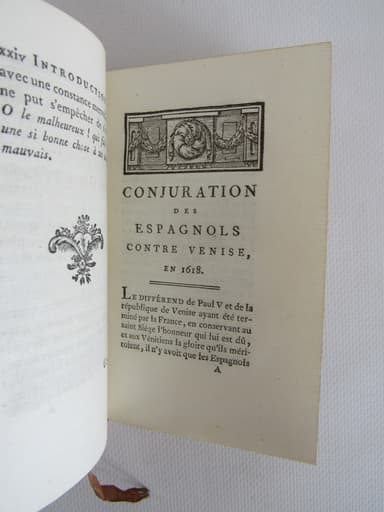 xxiv INTRODUCTION
avec une constance
ne put s'empêcher de
O le malheureux ! qui
une si bonne chose à un
mauvais.
CONJURATION
DES
ESPAGNOLS
CONTRE VENISE,
EN 1618.
LE DIFFÉREND de Paul V et de la
république de Venise ayant été ter-
miné par la France, en conservant au
saint Siége l'honneur qui lui est dû,
et aux Vénitiens la gloire qu'ils méri-
toient, il n'y avoit que les Espagnols
A